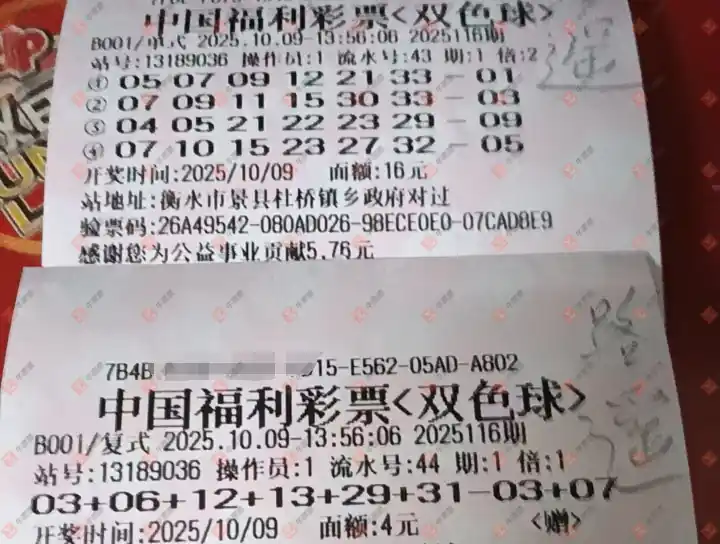 中国福利彩票<双色球>
B001/单式 2025.10.09-13:56:06 2025116期
站号:13189036 操作员:1 流水号:43 期:1 倍:2
① 05 07 09 12 21 33 - 01
② 07 09 11 15 30 33 - 03
③ 04 05 21 22 23 29 - 09
④ 07 10 15 23 27 32 - 05
开奖时间:2025/10/09 面额:16元
站地址:衡水市景县杜桥镇乡政府对过
验票码:26A49542-080AD026-98ECE0E0-07CAD8E9
感谢您为公益事业贡献5.76元
7B4B 15-E562-05AD-A802
中国福利彩票<双色球>
B001/复式 2025.10.09-13:56:06 2025116期
站号:13189036 操作员:1 流水号:44 期:1 倍:1
03+06+12+13+29+31-03+07
开奖时间:2025/10/09 面额:4元 <赠>